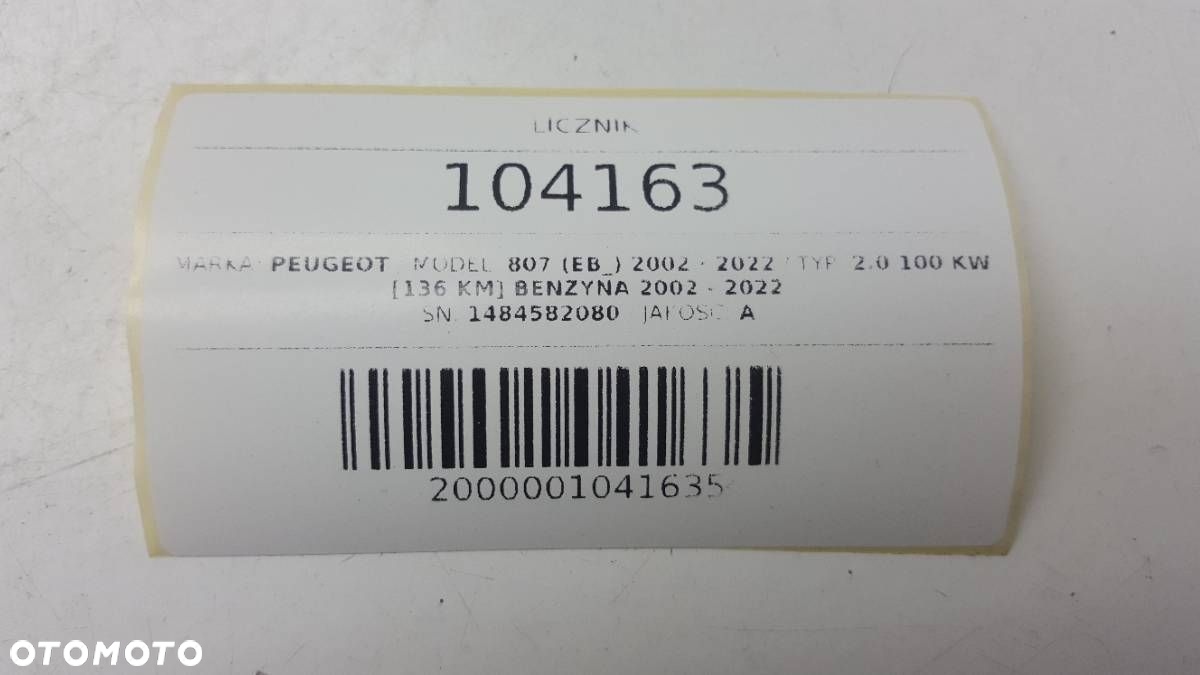 LICZNIK
104163
MARKA: PEUGEOT / MODEL: 807 (EB_) 2002 - 2022 / TYP: 2.0 100 KW
[136 KM] BENZYNA 2002 - 2022
SN: 1484582080 / JAKOŚĆ: A
2000001041635
OTOMOTO